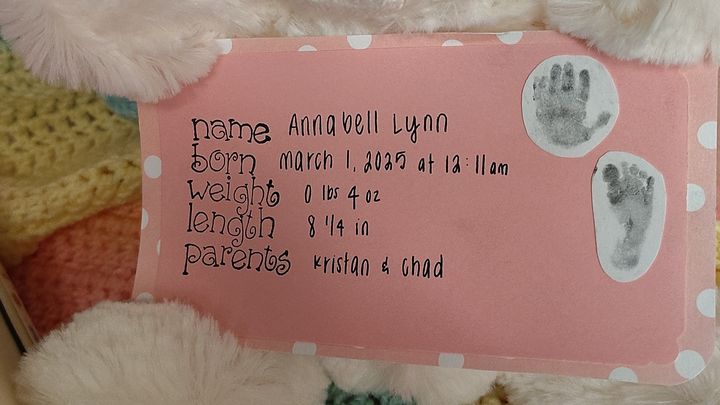 name Annabell Lynn
born march 1, 2025 at 12:11am
weight 0 lbs 4 oz
length 8 1/4 in
parents Kristan & Chad